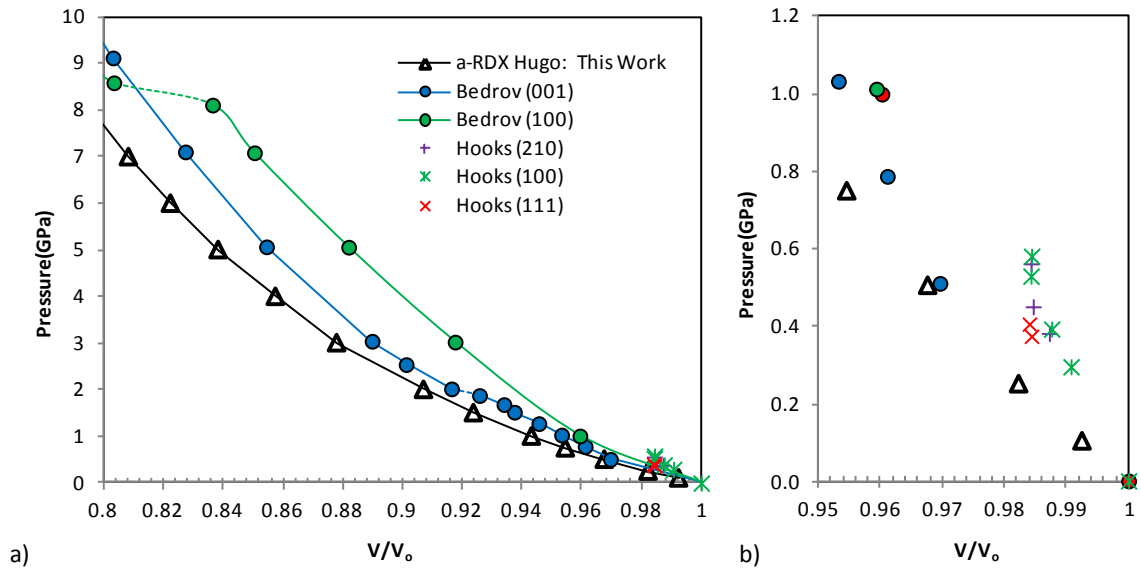 10
9
8
7
6
5
4
3
2
1
0
Pressure(GPa)
0.8
0.82
0.84
0.86
0.88
0.9
0.92
0.94
0.96
0.98
1
V/Vo
a)
a-RDX Hugo: This Work
Bedrov (001)
Bedrov (100)
Hooks (210)
Hooks (100)
Hooks (111)
1.2
1.0
0.8
0.6
0.4
0.2
0.0
Pressure(GPa)
0.95
0.96
0.97
0.98
0.99
1.00
V/Vo
b)